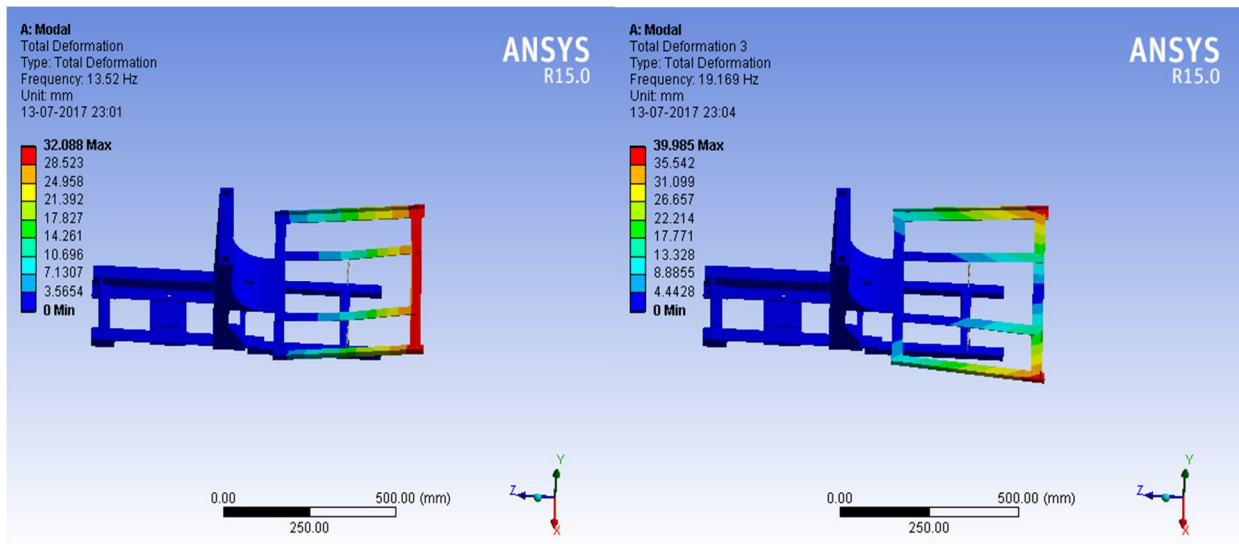 A: Modal
Total Deformation
Type: Total Deformation
Frequency: 13.52 Hz
Unit: mm
13-07-2017 23:01
ANSYS
R15.0
32.088 Max
28.523
24.958
21.392
17.827
14.261
10.696
7.1307
3.5654
0 Min
0.00
500.00 (mm)
250.00
Y
Z
X
A: Modal
Total Deformation 3
Type: Total Deformation
Frequency: 19.169 Hz
Unit: mm
13-07-2017 23:04
ANSYS
R15.0
39.985 Max
35.542
31.099
26.657
22.214
17.771
13.328
8.8855
4.4428
0 Min
0.00
500.00 (mm)
250.00
Y
Z
X